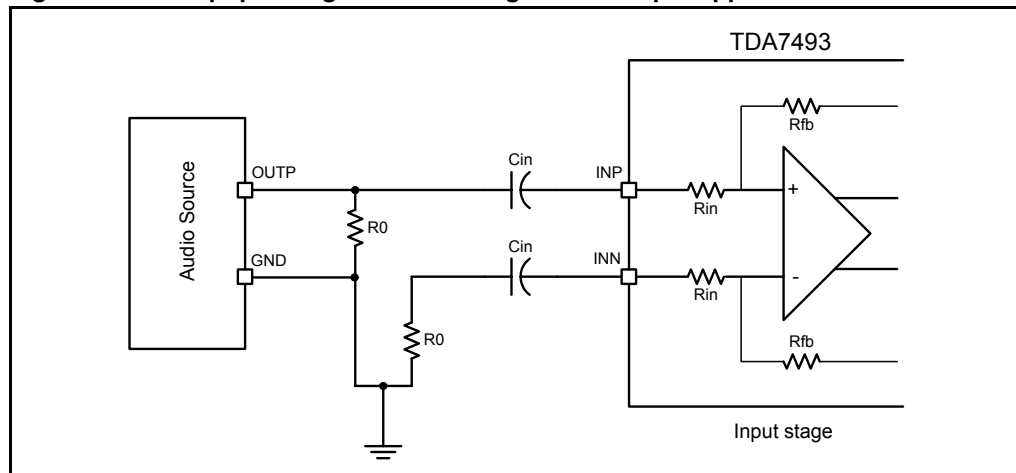 TDA7493
Rfb
Cin
OUTP
INP
+
Rin
R0
Audio Source
GND
Cin
INN
-
Rin
R0
Rfb
Input stage